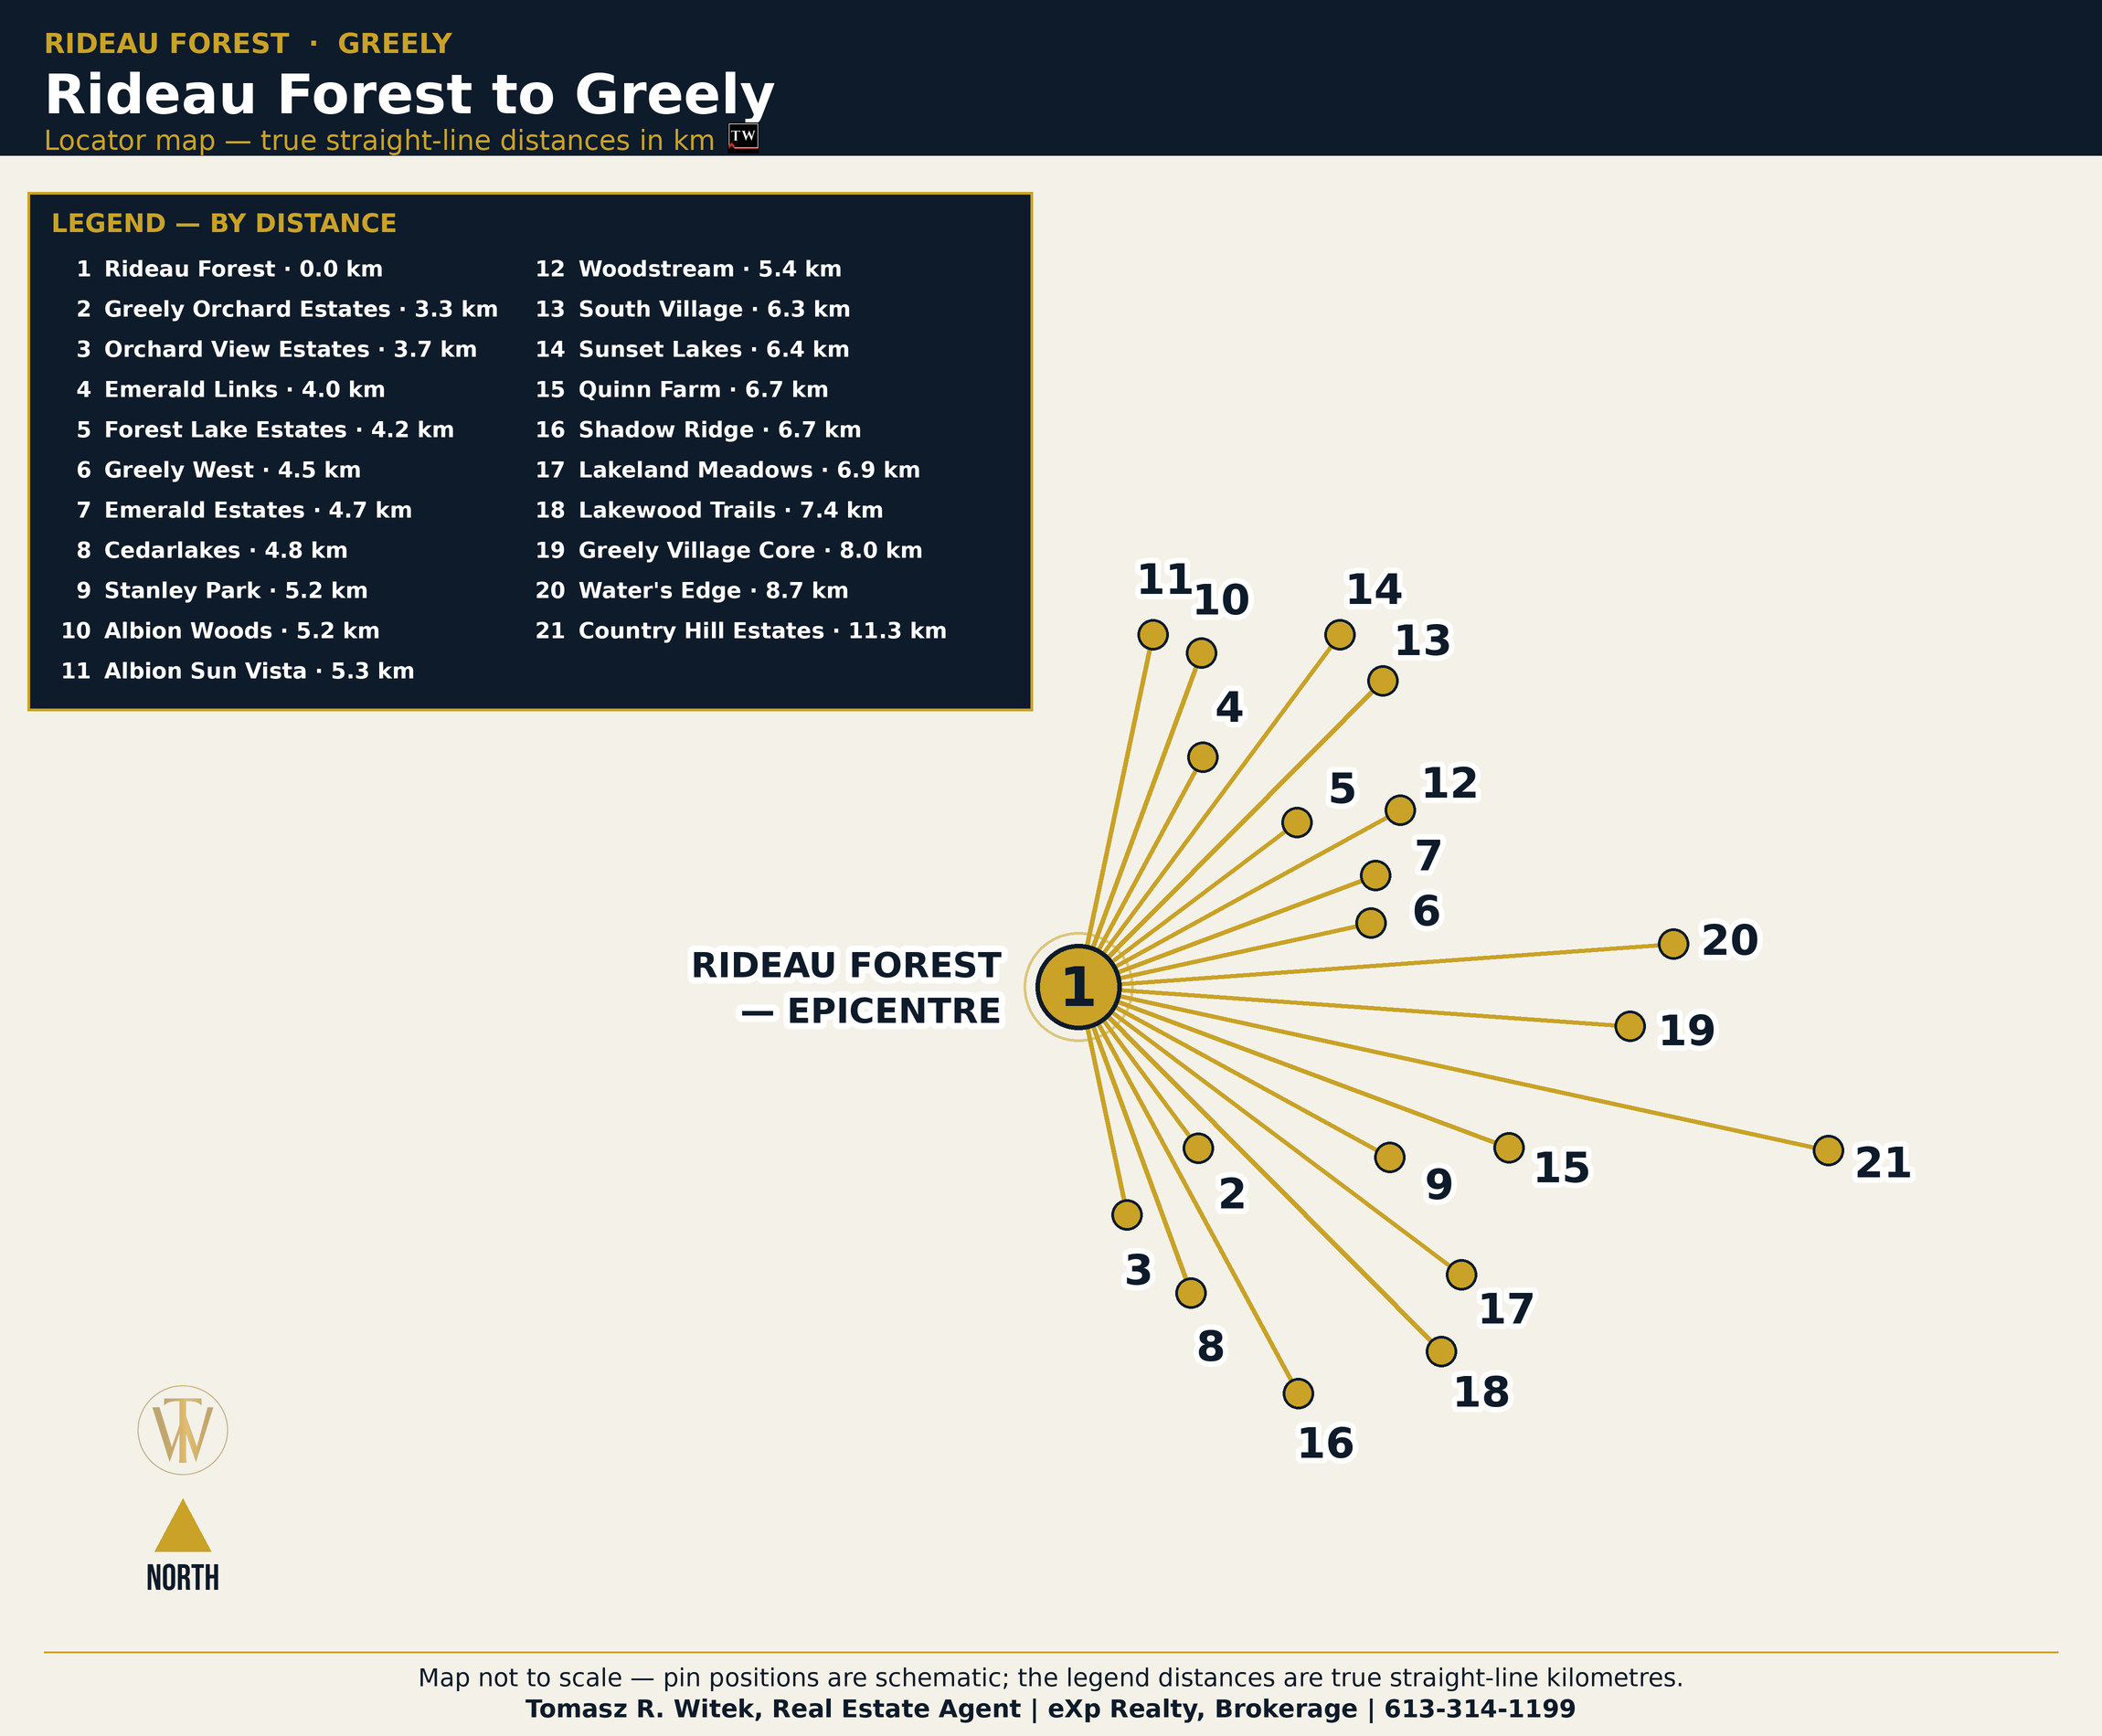 RIDEAU FOREST · GREELY
Rideau Forest to Greely
Locator map — true straight-line distances in km
TW
LEGEND — BY DISTANCE
1 Rideau Forest · 0.0 km
2 Greely Orchard Estates · 3.3 km
3 Orchard View Estates · 3.7 km
4 Emerald Links · 4.0 km
5 Forest Lake Estates · 4.2 km
6 Greely West · 4.5 km
7 Emerald Estates · 4.7 km
8 Cedarlakes · 4.8 km
9 Stanley Park · 5.2 km
10 Albion Woods · 5.2 km
11 Albion Sun Vista · 5.3 km
12 Woodstream · 5.4 km
13 South Village · 6.3 km
14 Sunset Lakes · 6.4 km
15 Quinn Farm · 6.7 km
16 Shadow Ridge · 6.7 km
17 Lakeland Meadows · 6.9 km
18 Lakewood Trails · 7.4 km
19 Greely Village Core · 8.0 km
20 Water's Edge · 8.7 km
21 Country Hill Estates · 11.3 km
11
10
14
13
4
5
12
7
6
20
RIDEAU FOREST
— EPICENTRE
1
19
21
15
9
2
3
17
8
18
16
TW
NORTH
Map not to scale — pin positions are schematic; the legend distances are true straight-line kilometres.
Tomasz R. Witek, Real Estate Agent | eXp Realty, Brokerage | 613-314-1199